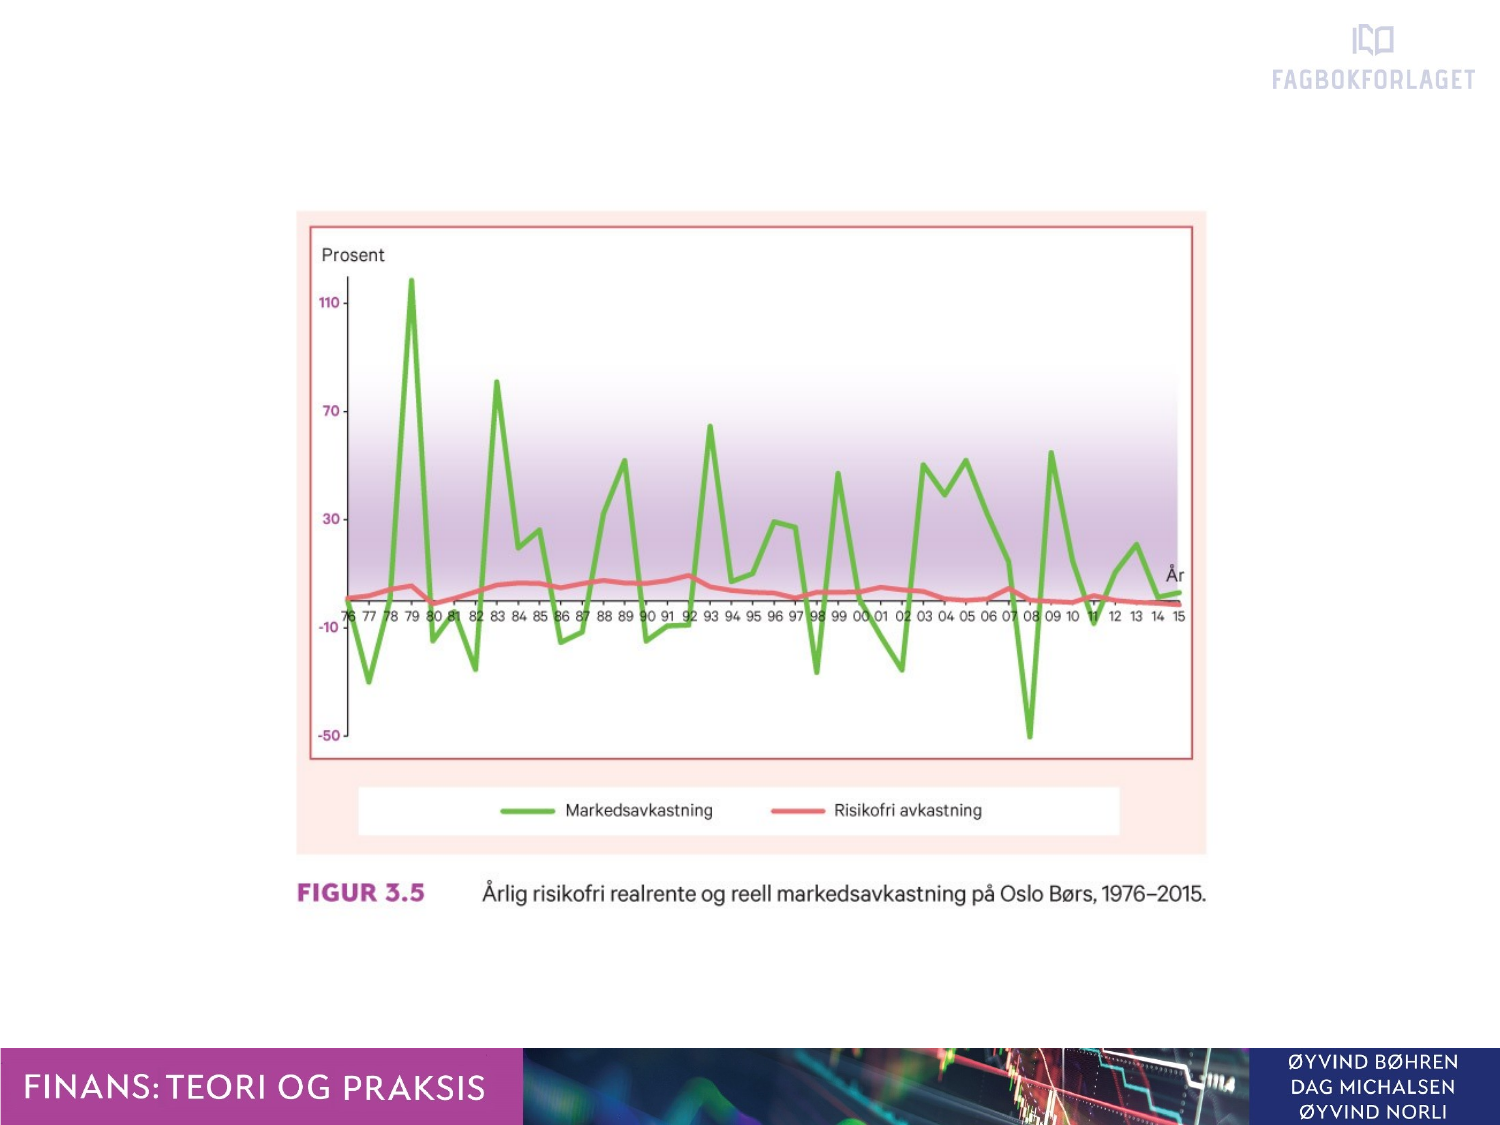 FAGBOKFORLAGET
Prosent
110
70
30
-10
-50
År
76 77 78 79 80 81 82 83 84 85 86 87 88 89 90 91 92 93 94 95 96 97 98 99 00 01 02 03 04 05 06 07 08 09 10 11 12 13 14 15
Markedsavkastning Risikofri avkastning
FIGUR 3.5 Årlig risikofri realrente og reell markedsavkastning på Oslo Børs, 1976–2015.
FINANS: TEORI OG PRAKSIS
ØYVIND BØHREN
DAG MICHALSEN
ØYVIND NORLI